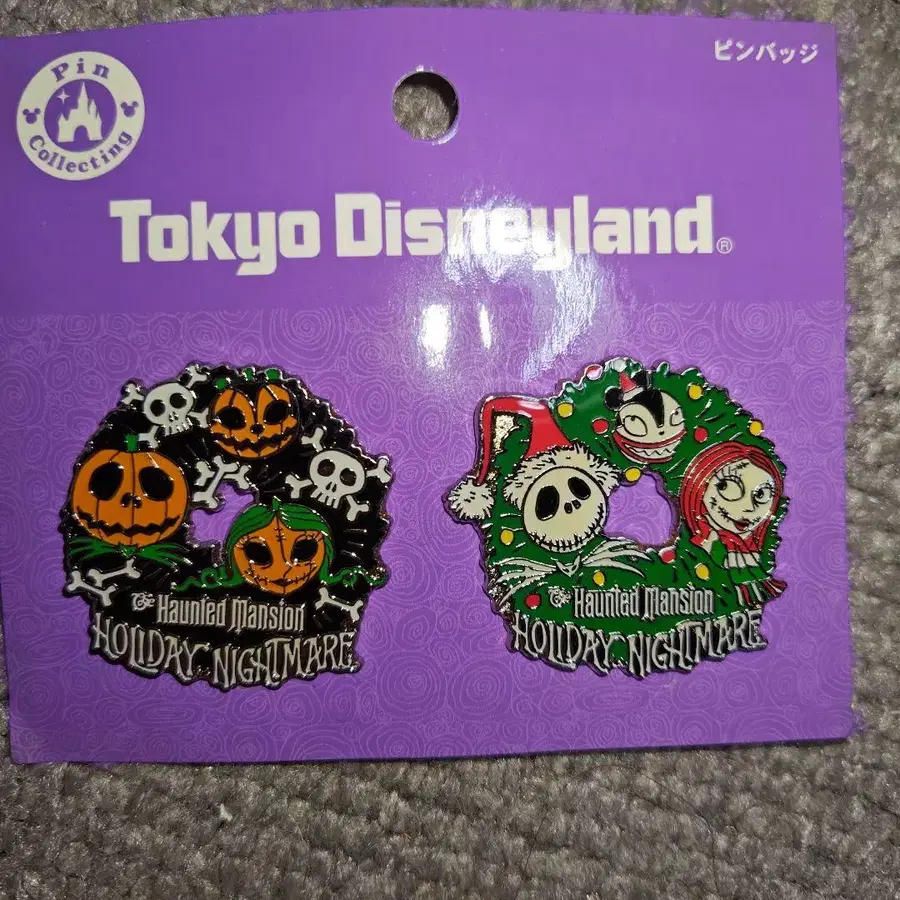 Pin
Collecting
ピンバッジ
Tokyo Disneyland®
The Haunted Mansion
HOLIDAY NIGHTMARE
The Haunted Mansion
HOLIDAY NIGHTMARE